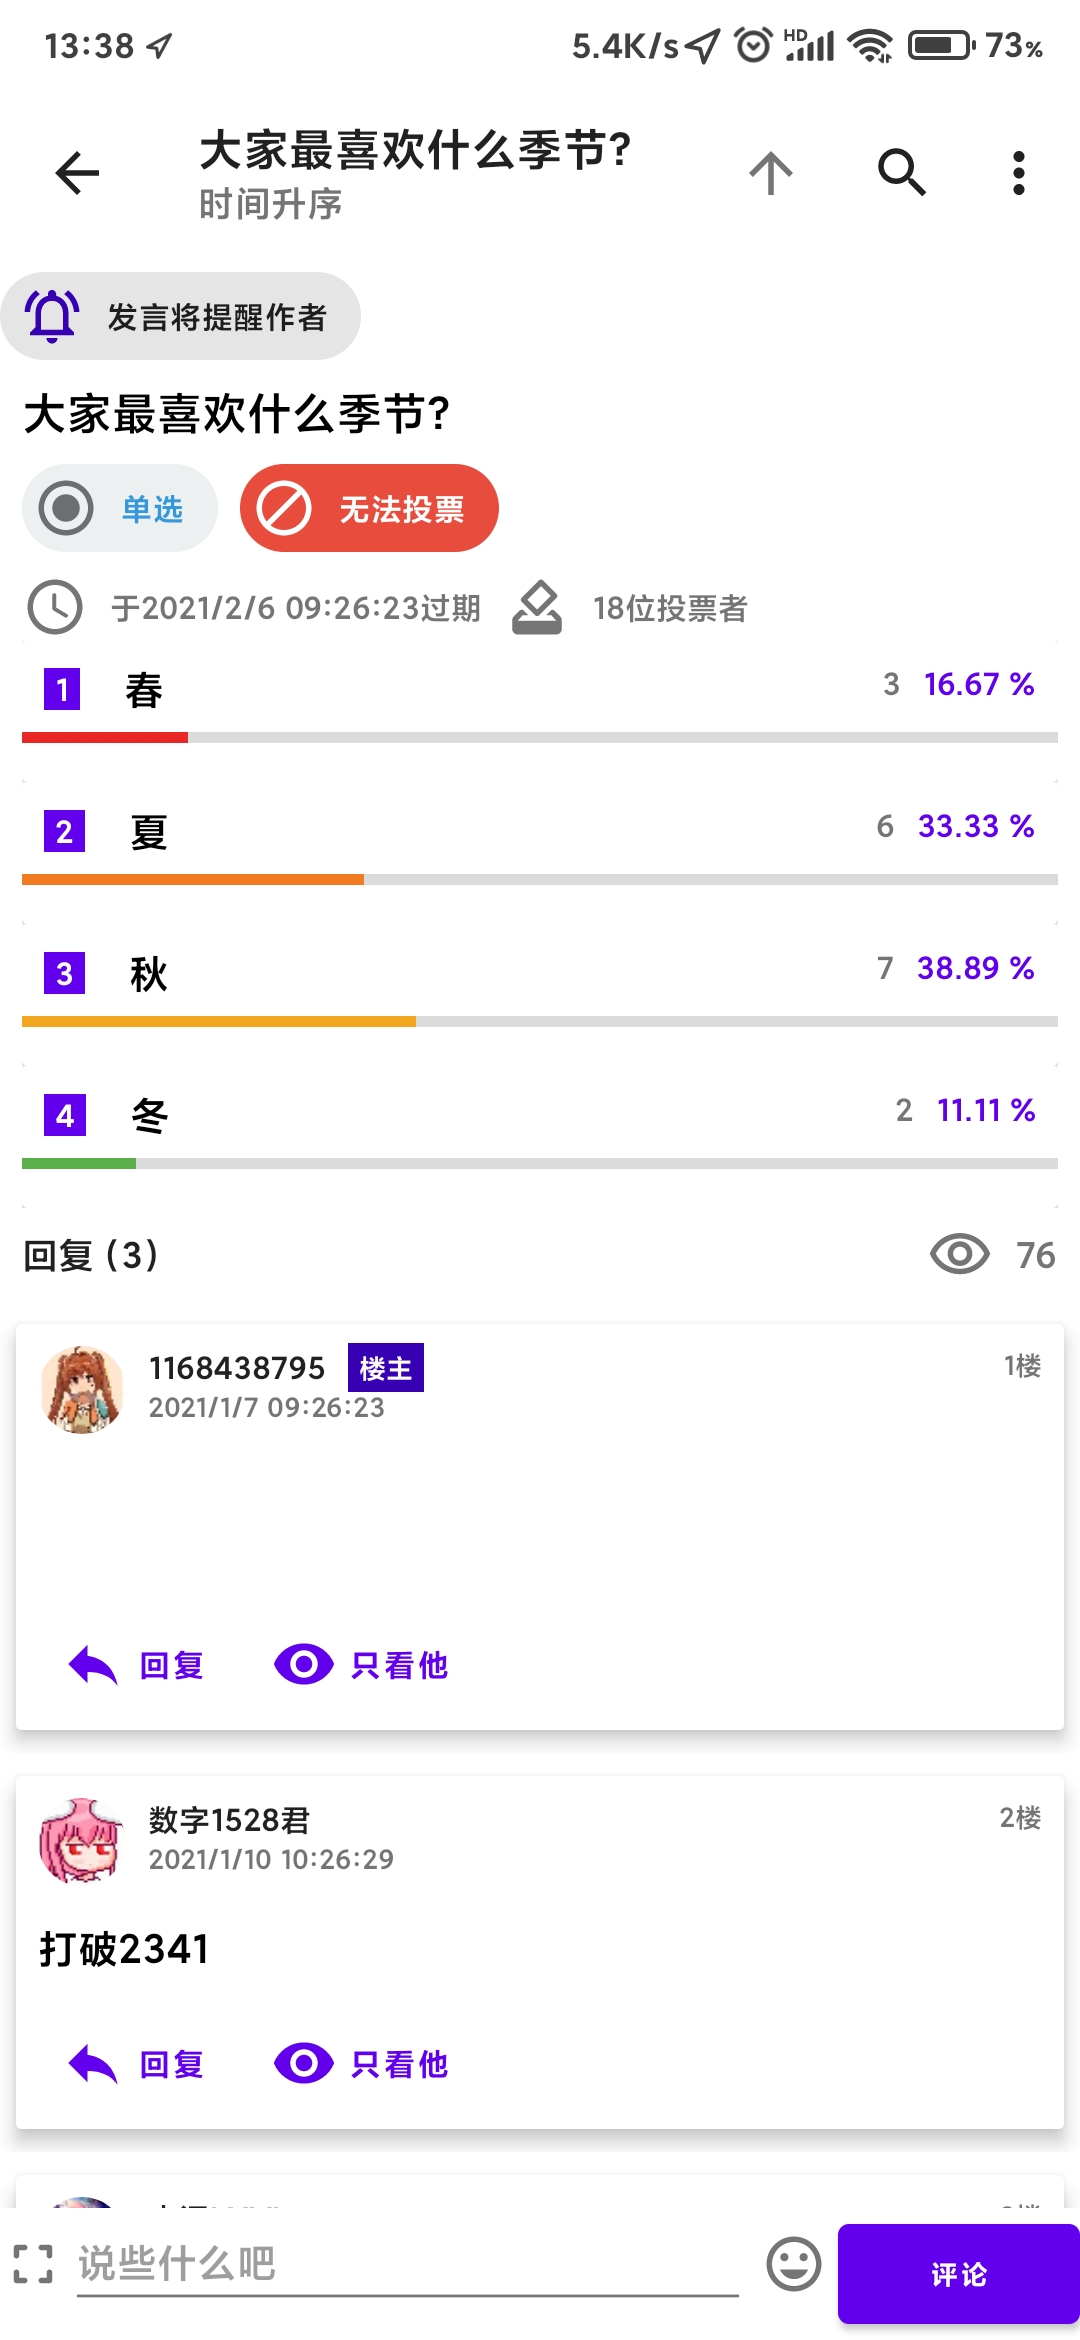 13:38
5.4K/s HD 73%
大家最喜欢什么季节?
时间升序
发言将提醒作者
大家最喜欢什么季节?
单选 无法投票
于2021/2/6 09:26:23过期 18位投票者
1 春 3 16.67 %
2 夏 6 33.33 %
3 秋 7 38.89 %
4 冬 2 11.11 %
回复 (3) 76
1168438795 楼主 1楼
2021/1/7 09:26:23
回复 只看他
数字1528君 2楼
2021/1/10 10:26:29
打破2341
回复 只看他
说些什么吧 评论